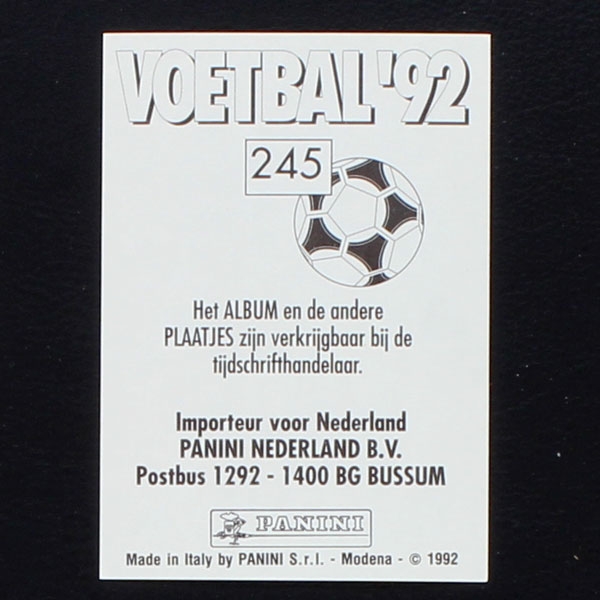 VOETBAL '92
245
Het ALBUM en de andere
PLAATJES zijn verkrijgbaar bij de
tijdschrifthandelaar.
Importeur voor Nederland
PANINI NEDERLAND B.V.
Postbus 1292 - 1400 BG BUSSUM
PANINI
Made in Italy by PANINI S.r.l. - Modena - © 1992